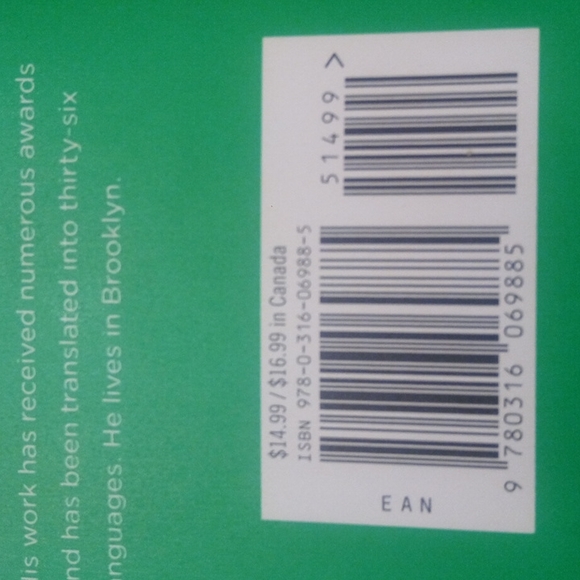 His work has received numerous awards
nd has been translated into thirty-six
nguages. He lives in Brooklyn.
$14.99 / $16.99 in Canada
ISBN 978-0-316-06988-5
51499 >
9 780316 069885
EAN